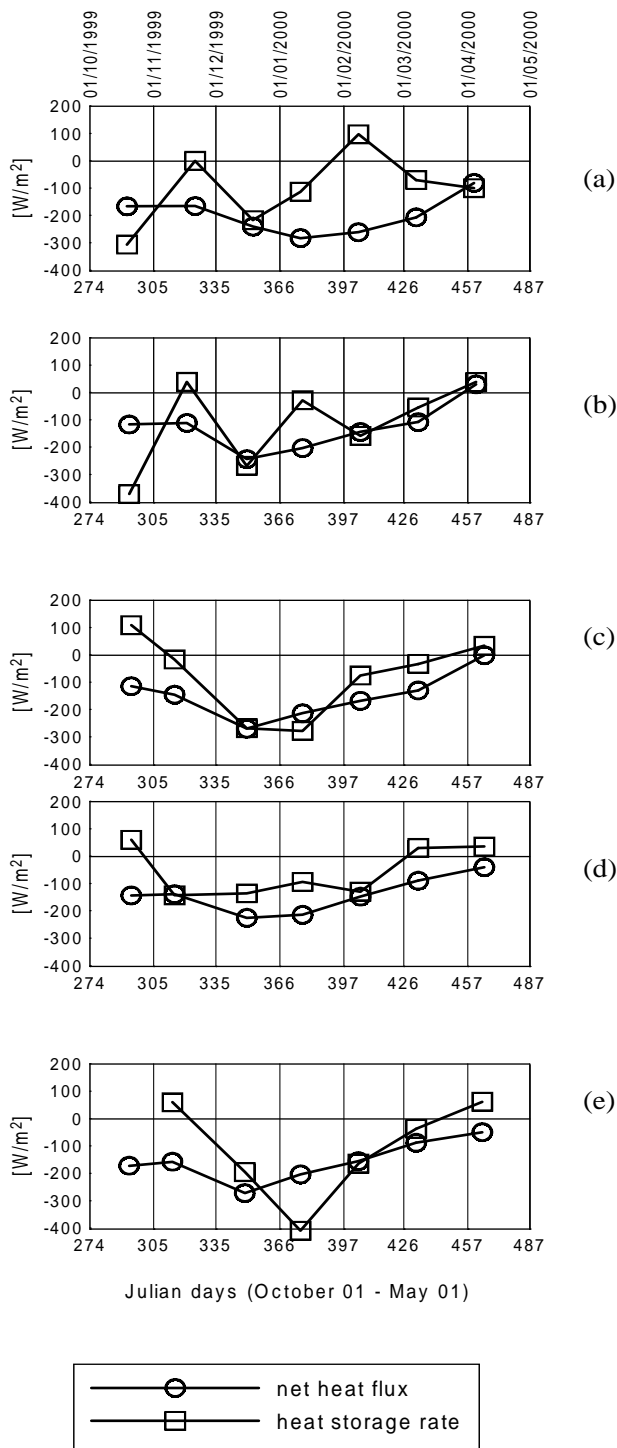 01/10/1999 01/11/1999 01/12/1999 01/01/2000 01/02/2000 01/03/2000 01/04/2000 01/05/2000
200
100
0
-100
-200
-300
-400
[W/m²]
(a)
274 305 335 366 397 426 457 487
200
100
0
-100
-200
-300
-400
[W/m²]
(b)
274 305 335 366 397 426 457 487
200
100
0
-100
-200
-300
-400
[W/m²]
(c)
274 305 335 366 397 426 457 487
200
100
0
-100
-200
-300
-400
[W/m²]
(d)
274 305 335 366 397 426 457 487
200
100
0
-100
-200
-300
-400
[W/m²]
(e)
274 305 335 366 397 426 457 487
Julian days (October 01 - May 01)
net heat flux
heat storage rate